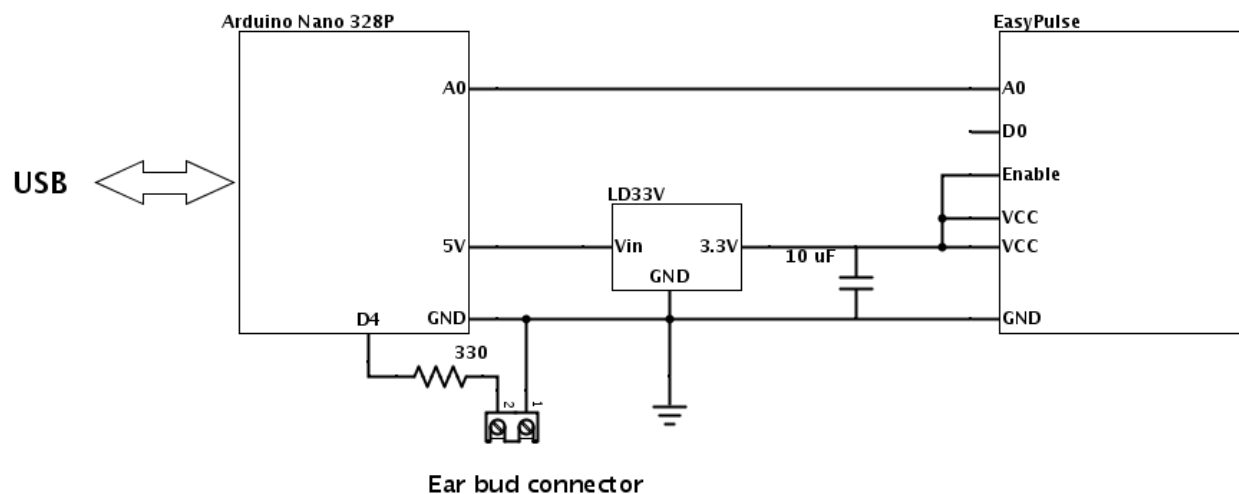 Arduino Nano 328P
EasyPulse
A0
A0
D0
USB
Enable
LD33V
VCC
5V
Vin
3.3V
10 uF
VCC
GND
D4
GND
GND
330
2
1
Ear bud connector